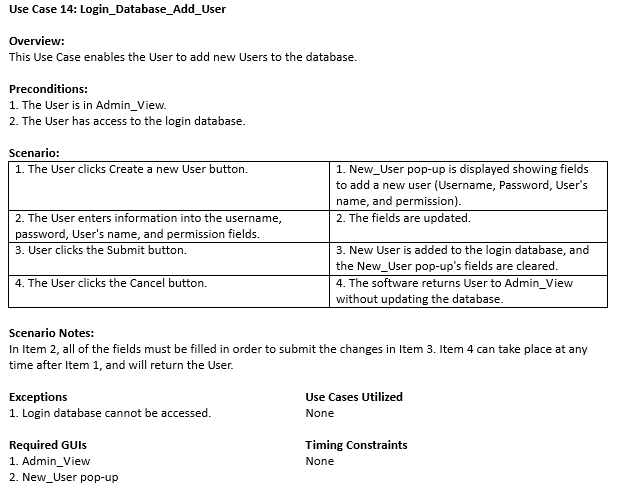 Use Case 14: Login_Database_Add_User
Overview:
This Use Case enables the User to add new Users to the database.
Preconditions:
1. The User is in Admin_View.
2. The User has access to the login database.
Scenario:
1. The User clicks Create a new User button.
1. New_User pop-up is displayed showing fields
to add a new user (Username, Password, User's
name, and permission).
2. The User enters information into the username,
password, User's name, and permission fields.
2. The fields are updated.
3. User clicks the Submit button.
3. New User is added to the login database, and
the New_User pop-up's fields are cleared.
4. The User clicks the Cancel button.
4. The software returns User to Admin_View
without updating the database.
Scenario Notes:
In Item 2, all of the fields must be filled in order to submit the changes in Item 3. Item 4 can take place at any
time after Item 1, and will return the User.
Exceptions
1. Login database cannot be accessed.
Use Cases Utilized
None
Required GUIs
1. Admin_View
2. New_User pop-up
Timing Constraints
None